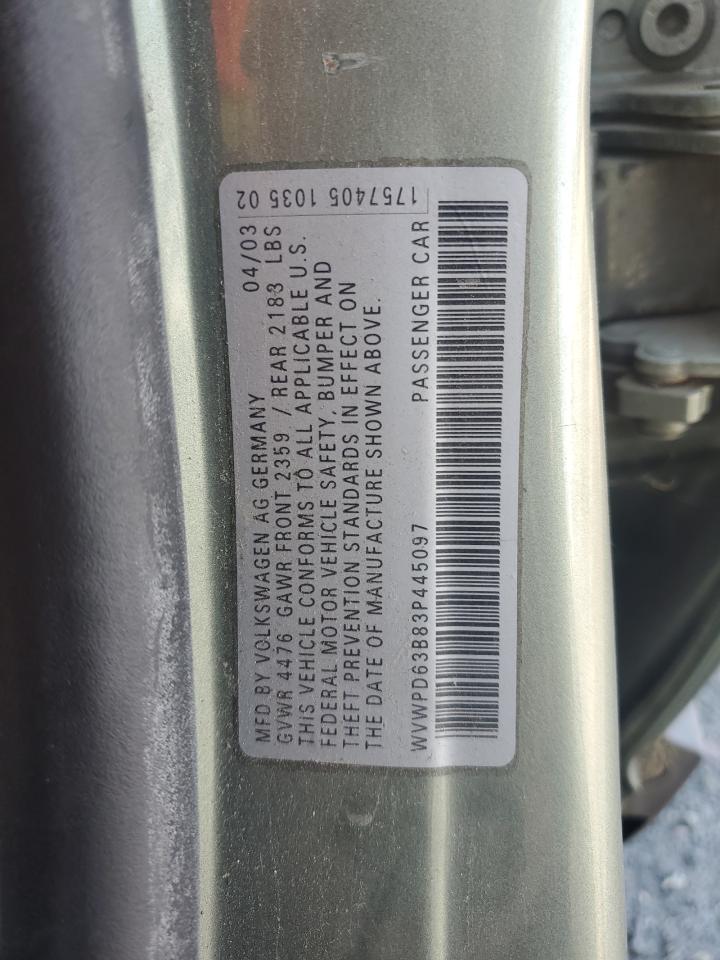 1757405 1035 02
MFD BY VOLKSWAGEN AG GERMANY 04/03
GVWR 4476 GAWR FRONT 2359 / REAR 2183 LBS
THIS VEHICLE CONFORMS TO ALL APPLICABLE U.S.
FEDERAL MOTOR VEHICLE SAFETY, BUMPER AND
THEFT PREVENTION STANDARDS IN EFFECT ON
THE DATE OF MANUFACTURE SHOWN ABOVE.
WVWPD63B83P445097 PASSENGER CAR